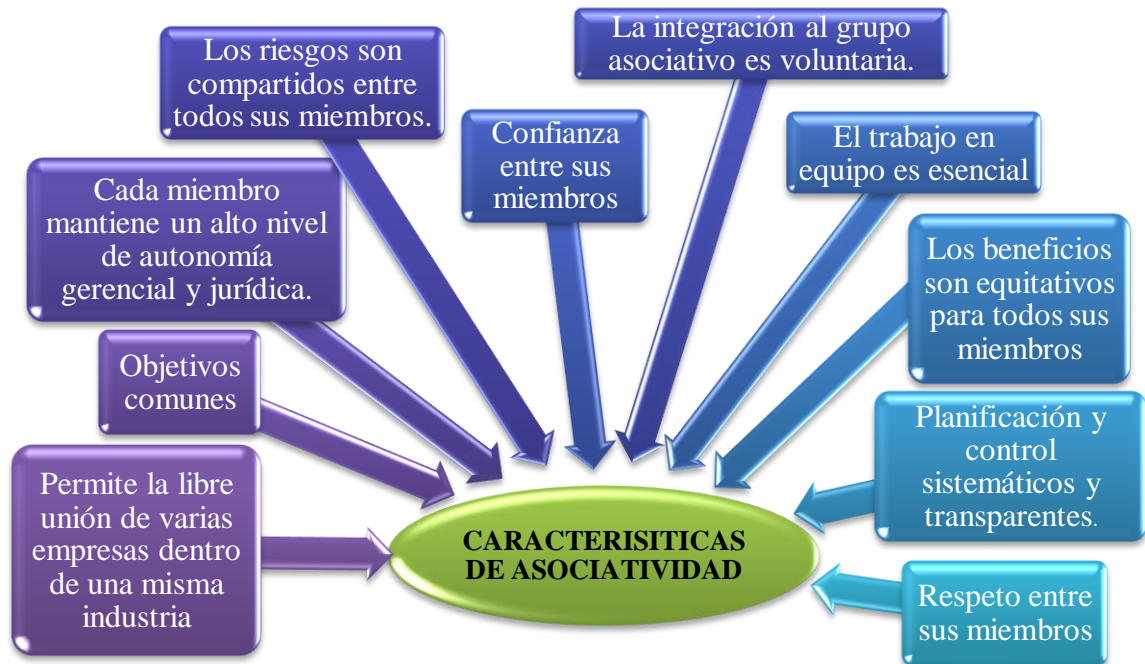 Los riesgos son
compartidos entre
todos sus miembros.
La integración al grupo
asociativo es voluntaria.
Confianza
entre sus
miembros
El trabajo en
equipo es esencial
Cada miembro
mantiene un alto nivel
de autonomía
gerencial y jurídica.
Los beneficios
son equitativos
para todos sus
miembros
Objetivos
comunes
Planificación y
control
sistemáticos y
transparentes.
Permite la libre
unión de varias
empresas dentro
de una misma
industria
CARACTERISITICAS
DE ASOCIATIVIDAD
Respeto entre
sus miembros